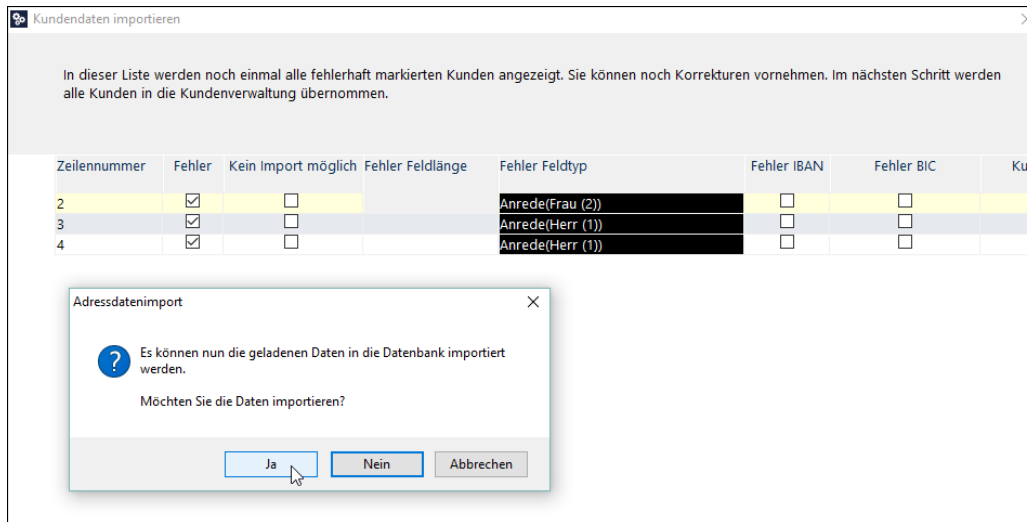 Kundendaten importieren
In dieser Liste werden noch einmal alle fehlerhaft markierten Kunden angezeigt. Sie können noch Korrekturen vornehmen. Im nächsten Schritt werden
alle Kunden in die Kundenverwaltung übernommen.
Zeilennummer Fehler Kein Import möglich Fehler Feldlänge Fehler Feldtyp Fehler IBAN Fehler BIC Ku
2 Anrede(Frau (2))
3 Anrede(Herr (1))
4 Anrede(Herr (1))
Adressdatenimport
Es können nun die geladenen Daten in die Datenbank importiert
werden.
Möchten Sie die Daten importieren?
Ja Nein Abbrechen